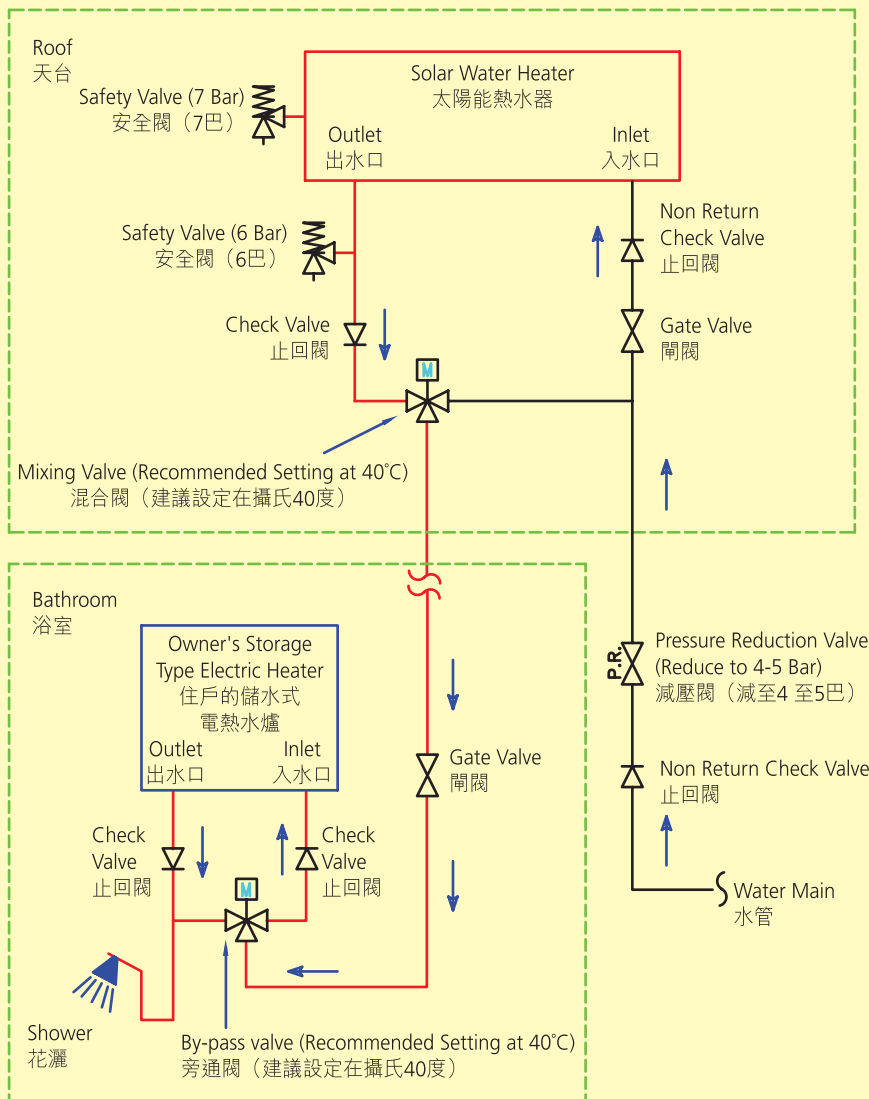 Roof
天台
Solar Water Heater
太陽能熱水器
Safety Valve (7 Bar)
安全閥（7巴）
Outlet
出水口
Inlet
入水口
Safety Valve (6 Bar)
安全閥（6巴）
Non Return
Check Valve
止回閥
Check Valve
止回閥
Gate Valve
閘閥
M
Mixing Valve (Recommended Setting at 40°C)
混合閥（建議設定在攝氏40度）
Bathroom
浴室
Owner's Storage
Type Electric Heater
住戶的儲水式
電熱水爐
Outlet
出水口
Inlet
入水口
P.R.
Pressure Reduction Valve
(Reduce to 4-5 Bar)
減壓閥（減至4 至5巴）
Gate Valve
閘閥
Non Return Check Valve
止回閥
Check
Valve
止回閥
Check
Valve
止回閥
M
Water Main
水管
Shower
花灑
By-pass valve (Recommended Setting at 40°C)
旁通閥（建議設定在攝氏40度）